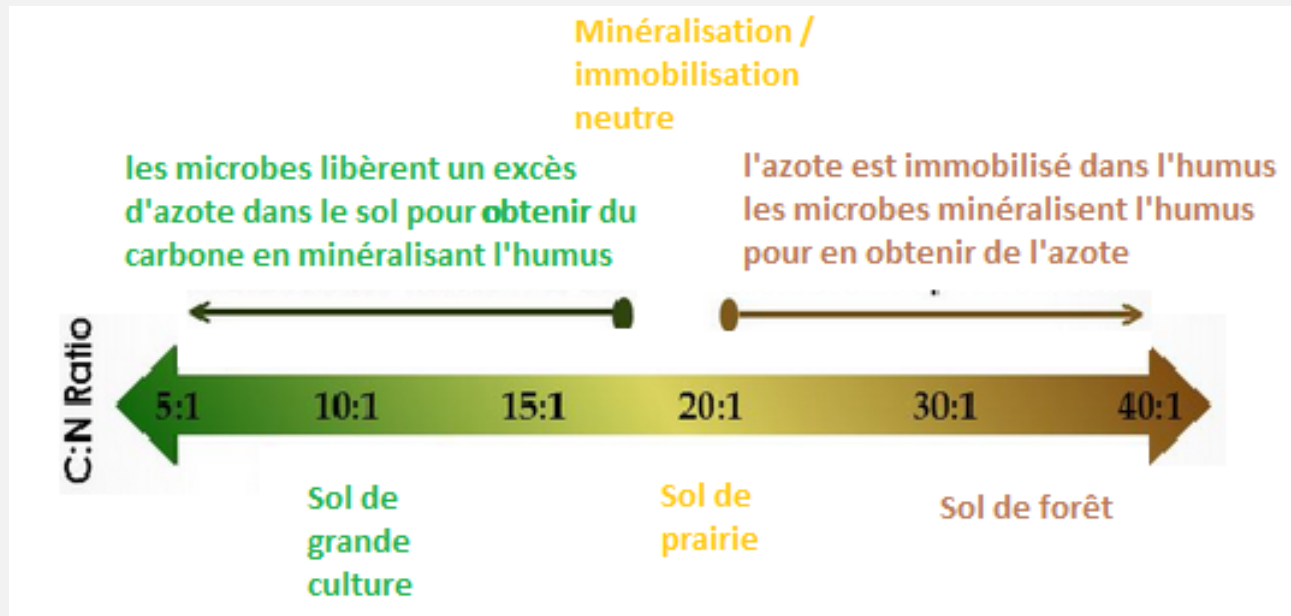 Minéralisation /
immobilisation
neutre
les microbes libèrent un excès
d'azote dans le sol pour obtenir du
carbone en minéralisant l'humus
l'azote est immobilisé dans l'humus
les microbes minéralisent l'humus
pour en obtenir de l'azote
C:N Ratio
5:1 10:1 15:1 20:1 30:1 40:1
Sol de
grande
culture
Sol de
prairie
Sol de forêt